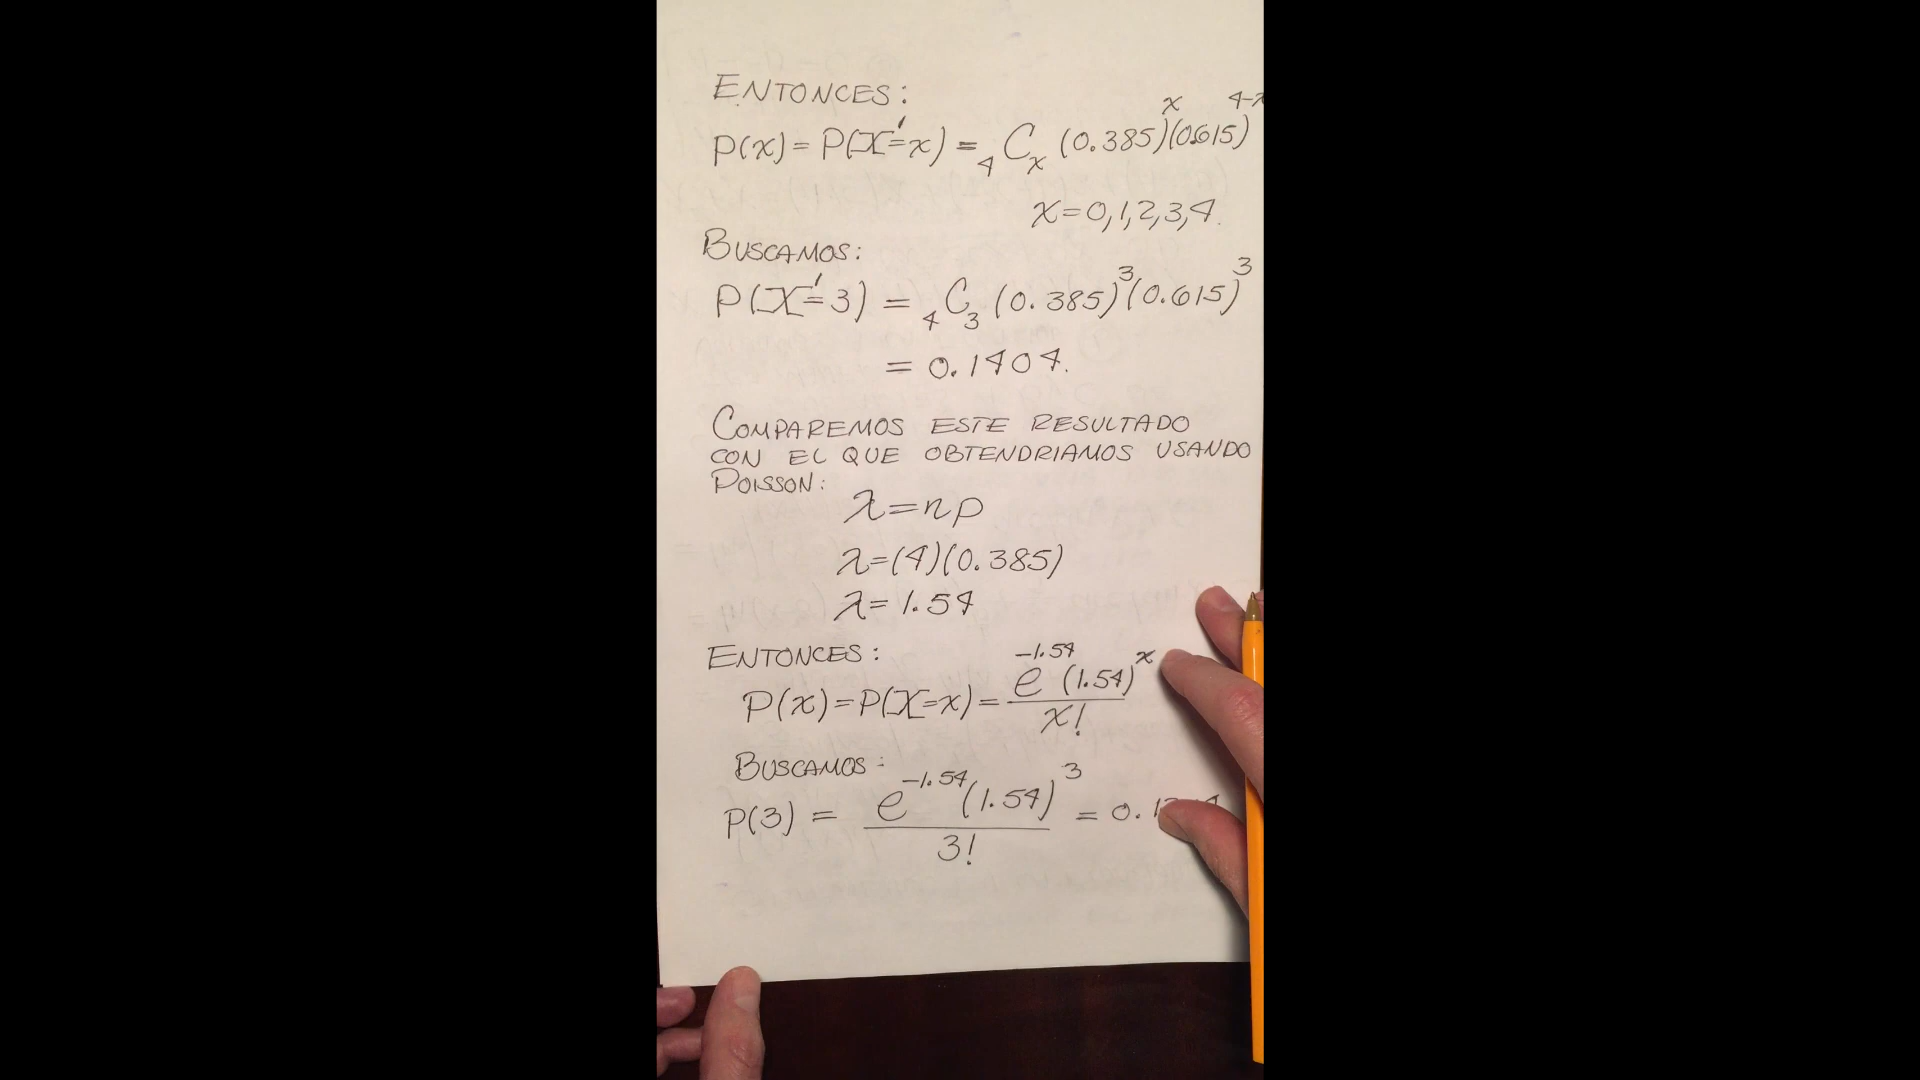 ENTONCES:
P(x) = P(X'=x) = ₄Cₓ (0.385)^x (0.615)^4-x
x=0,1,2,3,4.
BUSCAMOS:
P(X'=3) = ₄C₃ (0.385)^3 (0.615)^3
= 0.1404.
COMPAREMOS ESTE RESULTADO
CON EL QUE OBTENDRIAMOS USANDO
POISSON:
λ=np
λ=(4)(0.385)
λ=1.54
ENTONCES:
P(x)=P(X=x)= e^-1.54 (1.54)^x / x!
BUSCAMOS:
P(3) = e^-1.54 (1.54)^3 / 3! =